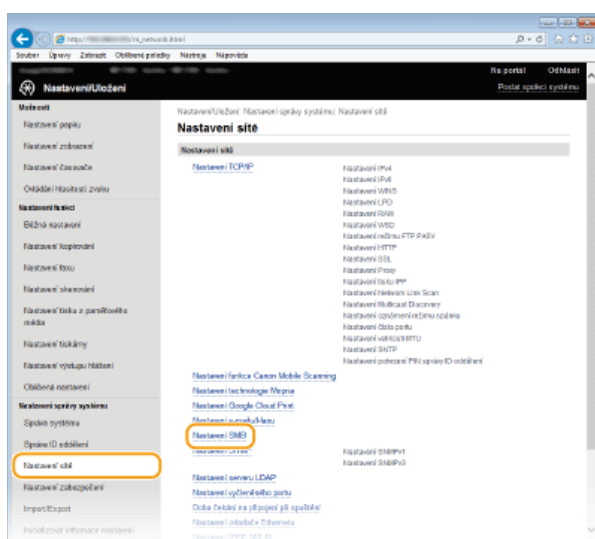 Soubor Úpravy Zobrazit Oblíbené položky Nástroje Nápověda
Na portál Odhlásit
Nastavení/Uložení
Poslat správci systému
Možnosti
Nastavení papíru
Nastavení zobrazení
Nastavení časovače
Ovládání hlasitosti zvuku
Nastavení funkcí
Běžná nastavení
Nastavení kopírování
Nastavení faxu
Nastavení skenování
Nastavení tisku z paměťového
média
Nastavení tiskárny
Nastavení výstupu hlášení
Oblíbená nastavení
Nastavení správy systému
Správa systému
Správa ID oddělení
Nastavení sítě
Nastavení zabezpečení
Import/Export
Inicializovat informace nastavení
Nastavení/Uložení: Nastavení správy systému: Nastavení sítě
Nastavení sítě
Nastavení sítě
Nastavení TCP/IP
Nastavení IPv4
Nastavení IPv6
Nastavení WINS
Nastavení LPD
Nastavení RAW
Nastavení WSD
Nastavení režimu FTP PASV
Nastavení HTTP
Nastavení SSL
Nastavení Proxy
Nastavení tisku IPP
Nastavení Network Link Scan
Nastavení Multicast Discovery
Nastavení oznámení režimu spánku
Nastavení čísla portu
Nastavení velikosti MTU
Nastavení SNTP
Nastavení potvrzení PIN správy ID oddělení
Nastavení funkce Canon Mobile Scanning
Nastavení technologie Mopria
Nastavení Google Cloud Print
Nastavení e-mailu/I-faxu
Nastavení SMB
Nastavení SNMP
Nastavení SNMPv1
Nastavení SNMPv3
Nastavení serveru LDAP
Nastavení vyčleněného portu
Doba čekání na připojení při spuštění
Nastavení ovladače Ethernetu